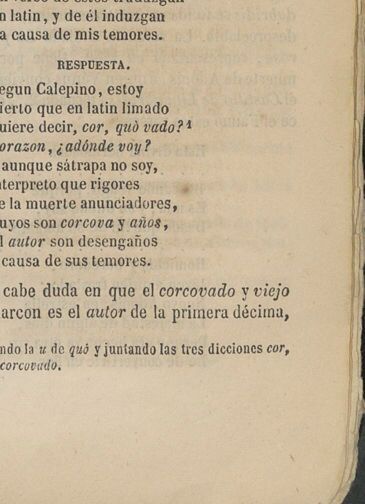 n latin, y de él induzgan
a causa de mis temores.
RESPUESTA.
egun Calepino, estoy
ierto que en latin limado
uiere decir, cor, quò vado?¹
orazon, ¿adónde voy?
aunque sátrapa no soy,
nterpreto que rigores
e la muerte anunciadores,
uyos son corcova y años,
l autor son desengaños
causa de sus temores.
cabe duda en que el corcovado y viejo
arcon es el autor de la primera décima,
ndo la u de quò y juntando las tres dicciones cor,
corcovado.